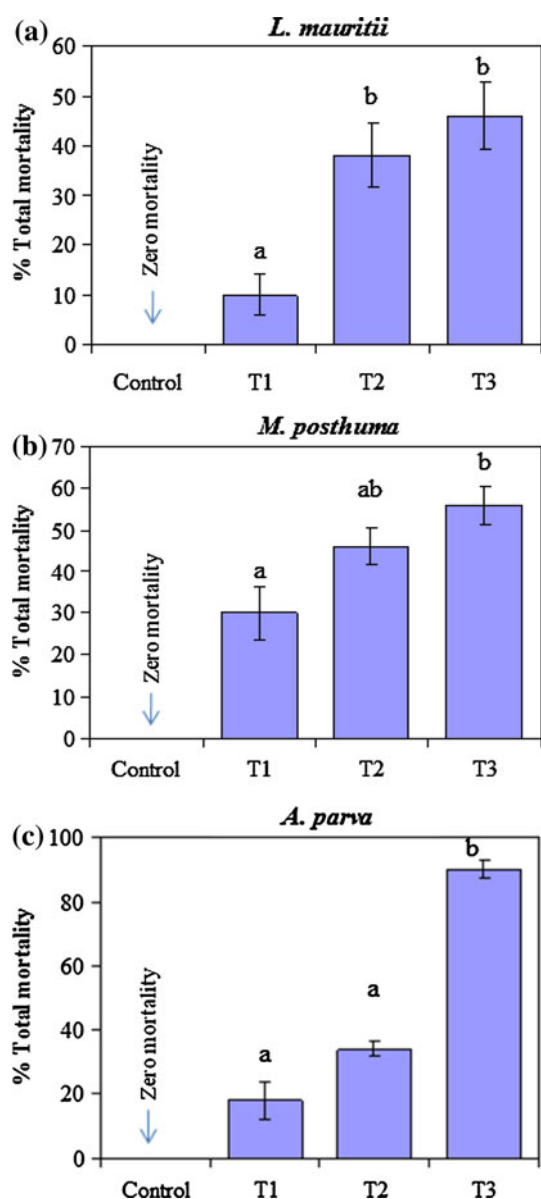 (a)
L. mauritii
% Total mortality
60
50
40
30
20
10
0
Zero mortality
a
b
b
Control T1 T2 T3
(b)
M. posthuma
% Total mortality
70
60
50
40
30
20
10
0
Zero mortality
a
ab
b
Control T1 T2 T3
(c)
A. parva
% Total mortality
100
80
60
40
20
0
Zero mortality
a
a
b
Control T1 T2 T3